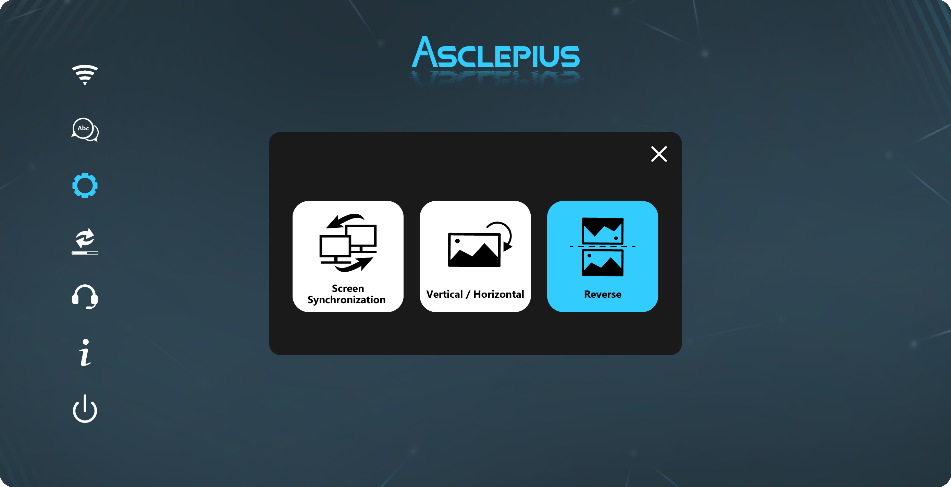 ASCLEPIUS
Abc
Screen
Synchronization
Vertical / Horizontal
Reverse
i